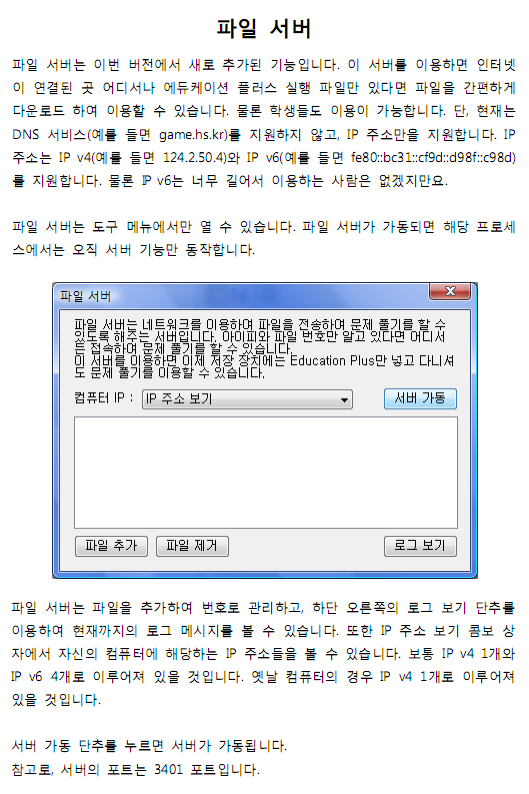 파일 서버
파일 서버는 이번 버전에서 새로 추가된 기능입니다. 이 서버를 이용하면 인터넷
이 연결된 곳 어디서나 에듀케이션 플러스 실행 파일만 있다면 파일을 간편하게
다운로드 하여 이용할 수 있습니다. 물론 학생들도 이용이 가능합니다. 단, 현재는
DNS 서비스(예를 들면 game.hs.kr)를 지원하지 않고, IP 주소만을 지원합니다. IP
주소는 IP v4(예를 들면 124.2.50.4)와 IP v6(예를 들면 fe80::bc31::cf9d::d98f::c98d)
를 지원합니다. 물론 IP v6는 너무 길어서 이용하는 사람은 없겠지만요.
파일 서버는 도구 메뉴에서만 열 수 있습니다. 파일 서버가 가동되면 해당 프로세
스에서는 오직 서버 기능만 동작합니다.
파일 서버
파일 서버는 네트워크를 이용하여 파일을 전송하여 문제 풀기를 할 수
있도록 해주는 서버입니다. 아이피와 파일 번호만 알고 있다면 어디서
든 접속하여 문제 풀기를 할 수 있습니다.
이 서버를 이용하면 이제 저장 장치에는 Education Plus만 넣고 다니셔
도 문제 풀기를 이용할 수 있습니다.
컴퓨터 IP : IP 주소 보기 서버 가동
파일 추가 파일 제거 로그 보기
파일 서버는 파일을 추가하여 번호로 관리하고, 하단 오른쪽의 로그 보기 단추를
이용하여 현재까지의 로그 메시지를 볼 수 있습니다. 또한 IP 주소 보기 콤보 상
자에서 자신의 컴퓨터에 해당하는 IP 주소들을 볼 수 있습니다. 보통 IP v4 1개와
IP v6 4개로 이루어져 있을 것입니다. 옛날 컴퓨터의 경우 IP v4 1개로 이루어져
있을 것입니다.
서버 가동 단추를 누르면 서버가 가동됩니다.
참고로, 서버의 포트는 3401 포트입니다.